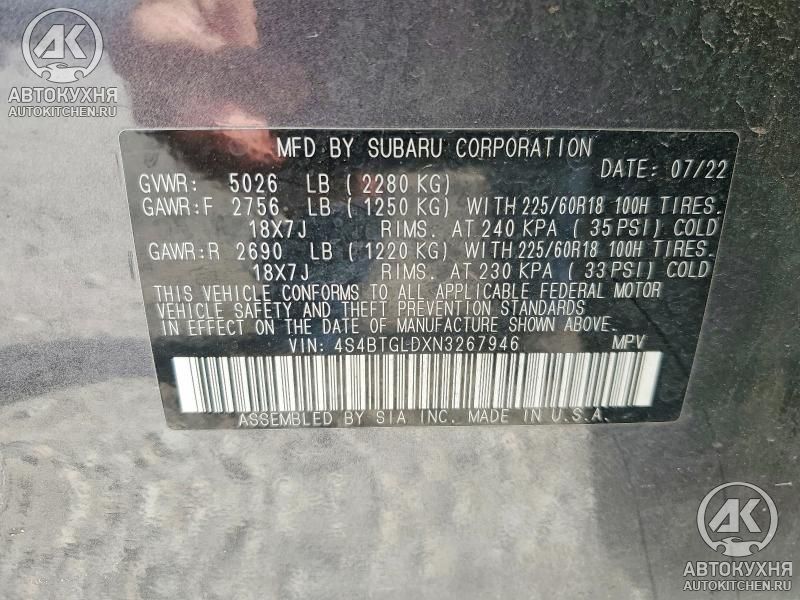 АК
АВТОКУХНЯ
AUTOKITCHEN.RU
MFD BY SUBARU CORPORATION
DATE: 07/22
GVWR: 5026 LB ( 2280 KG)
GAWR:F 2756 LB ( 1250 KG) WITH 225/60R18 100H TIRES.
18X7J RIMS. AT 240 KPA ( 35 PSI) COLD
GAWR:R 2690 LB ( 1220 KG) WITH 225/60R18 100H TIRES.
18X7J RIMS. AT 230 KPA ( 33 PSI) COLD
THIS VEHICLE CONFORMS TO ALL APPLICABLE FEDERAL MOTOR
VEHICLE SAFETY AND THEFT PREVENTION STANDARDS
IN EFFECT ON THE DATE OF MANUFACTURE SHOWN ABOVE.
VIN: 4S4BTGLDXN3267946 MPV
ASSEMBLED BY SIA INC. MADE IN U.S.A.
АК
АВТОКУХНЯ
AUTOKITCHEN.RU